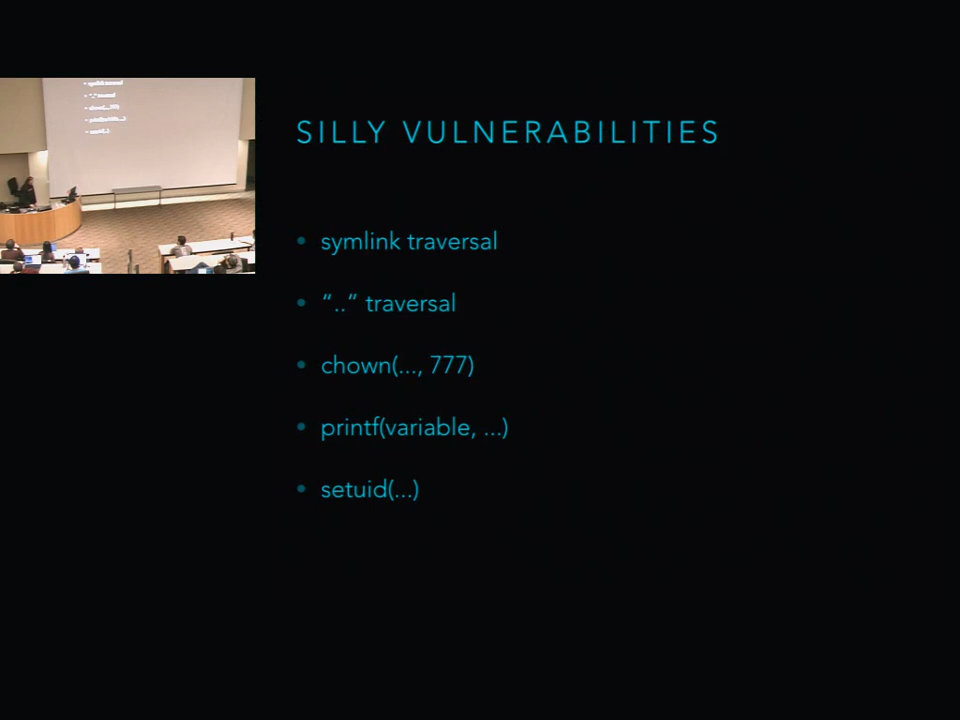 SILLY VULNERABILITIES
• symlink traversal
• “..” traversal
• chown(..., 777)
• printf(variable, ...)
• setuid(...)